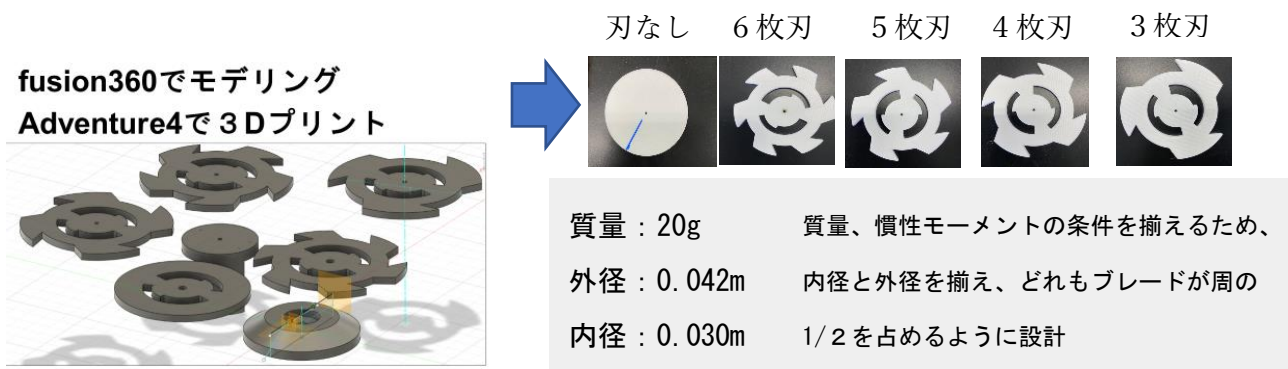 fusion360でモデリング
Adventure4で３Dプリント
刃なし　６枚刃　５枚刃　４枚刃　３枚刃
質量：20g
外径：0.042m
内径：0.030m
質量、慣性モーメントの条件を揃えるため、
内径と外径を揃え、どれもブレードが周の
1/２を占めるように設計